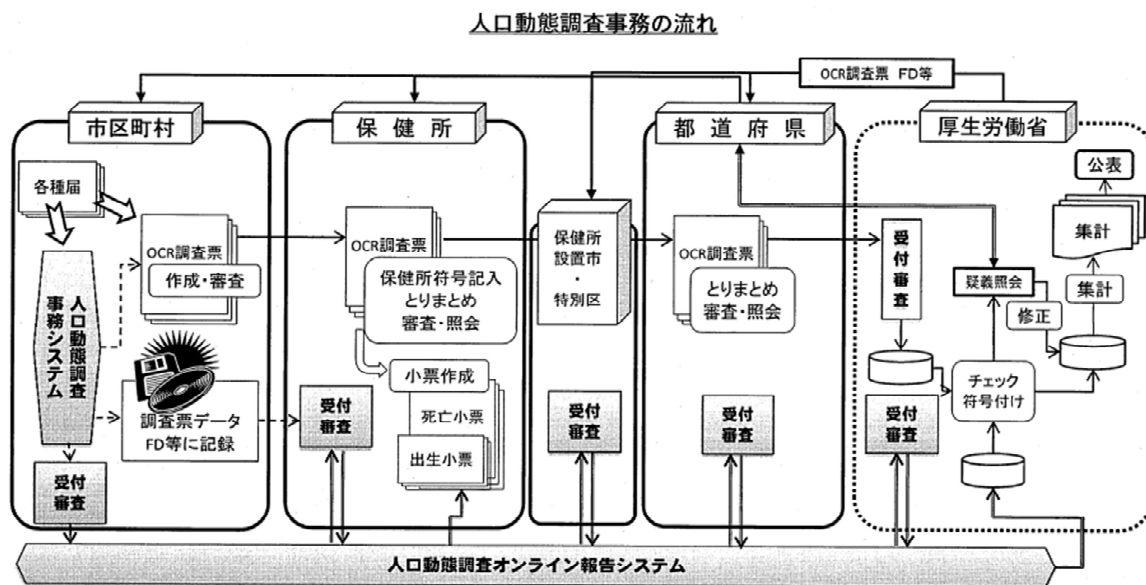 人口動態調査事務の流れ
OCR調査票 FD等
市区町村
保健所
都道府県
厚生労働省
各種届
OCR調査票
作成・審査
人口動態調査
事務システム
調査票データ
FD等に記録
受付
審査
OCR調査票
保健所符号記入
とりまとめ
審査・照会
小票作成
死亡小票
出生小票
受付
審査
保健所
設置市
・
特別区
受付
審査
OCR調査票
とりまとめ
審査・照会
受付
審査
受付審査
疑義照会
修正
公表
集計
集計
チェック
符号付け
受付
審査
人口動態調査オンライン報告システム